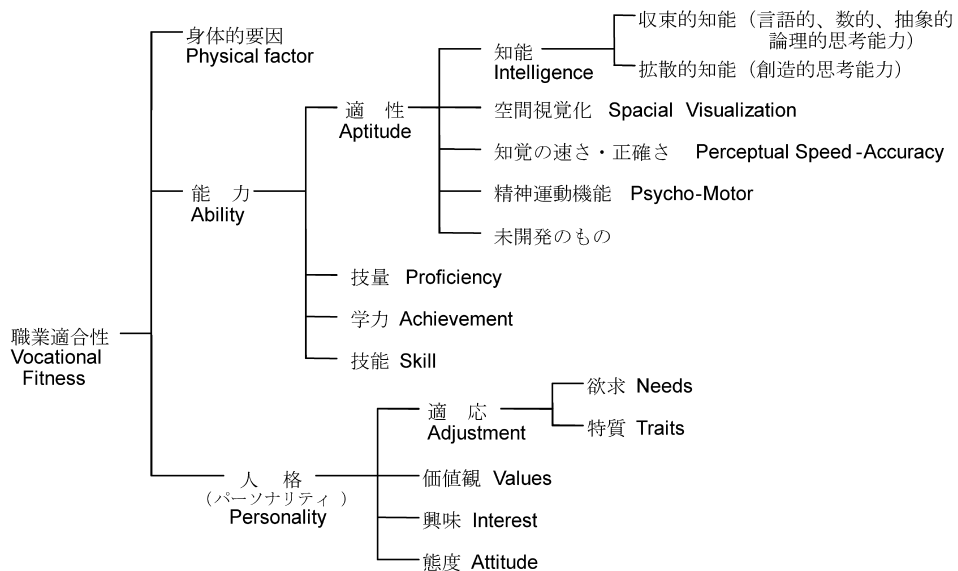 身体的要因
Physical factor
知能
Intelligence
収束的知能（言語的、数的、抽象的
論理的思考能力）
拡散的知能（創造的思考能力）
適　性
Aptitude
空間視覚化　Spacial Visualization
知覚の速さ・正確さ　Perceptual Speed-Accuracy
能　力
Ability
精神運動機能　Psycho-Motor
未開発のもの
技量　Proficiency
学力 Achievement
技能 Skill
職業適合性
Vocational
Fitness
適　応
Adjustment
欲求 Needs
特質 Traits
人　格
（パーソナリティ ）
Personality
価値観 Values
興味 Interest
態度 Attitude